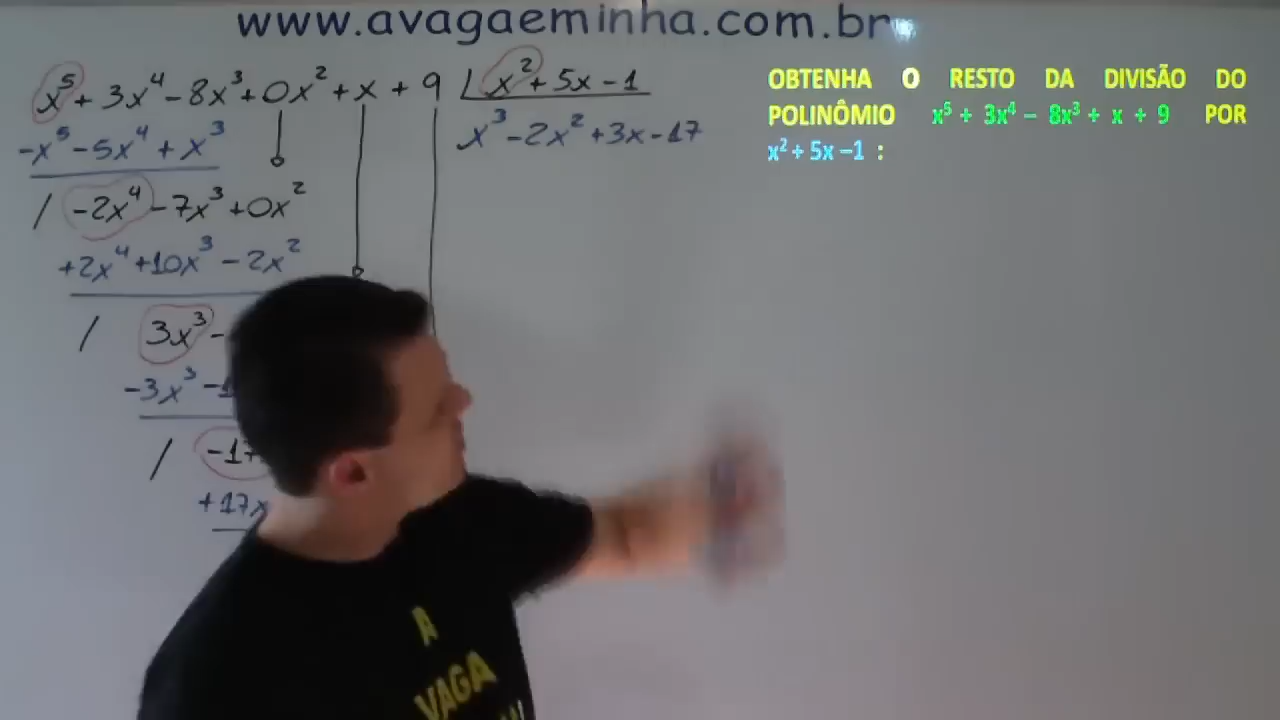 www.avagaeminha.com.br
x⁵ + 3x⁴ - 8x³ + 0x² + x + 9 | x² + 5x - 1
-x⁵ - 5x⁴ + x³
x³ - 2x² + 3x - 17
/ -2x⁴ - 7x³ + 0x²
+2x⁴ + 10x³ - 2x²
/ 3x³ -
-3x³ -
/ -17
+17x
OBTENHA O RESTO DA DIVISÃO DO
POLINÔMIO x⁵ + 3x⁴ – 8x³ + x + 9 POR
x² + 5x –1 :
A
VAGA